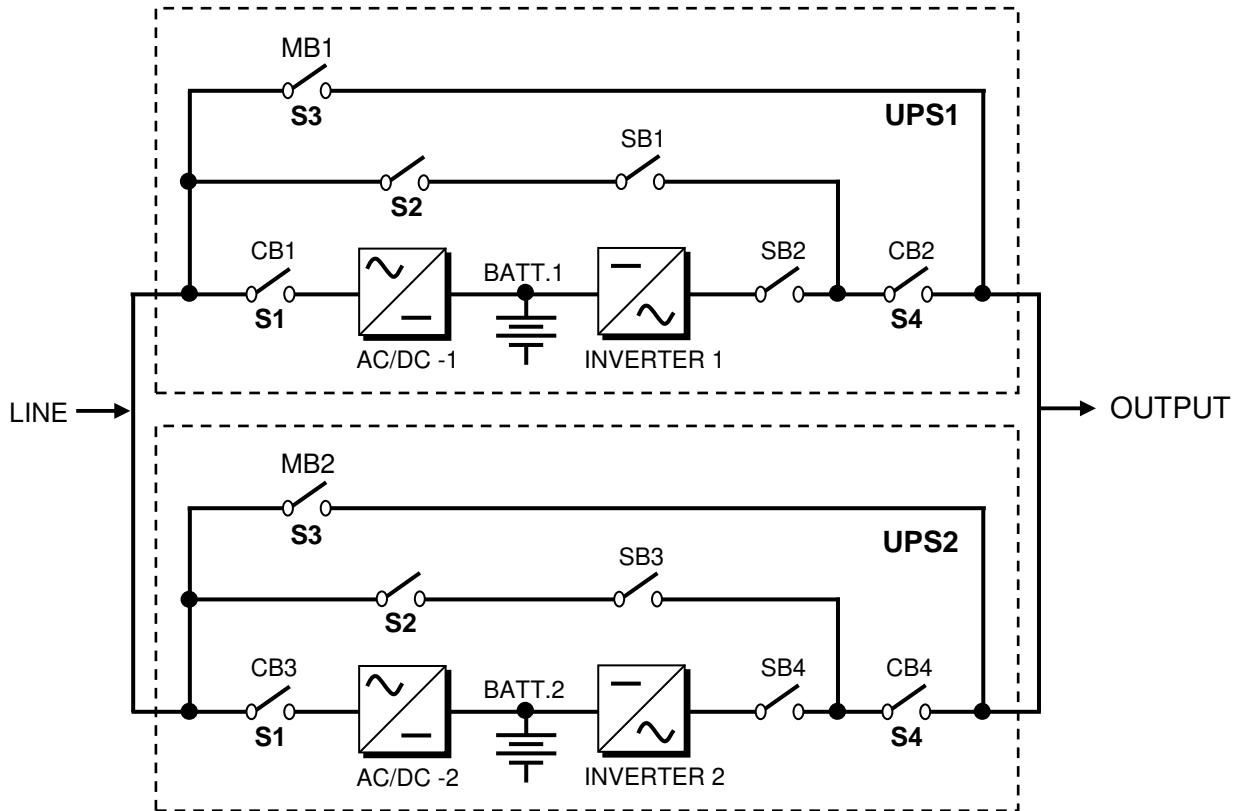 MB1
S3
UPS1
SB1
S2
CB1
BATT.1
SB2
CB2
S1
S4
AC/DC -1
INVERTER 1
LINE
OUTPUT
MB2
S3
UPS2
SB3
S2
CB3
BATT.2
SB4
CB4
S1
S4
AC/DC -2
INVERTER 2